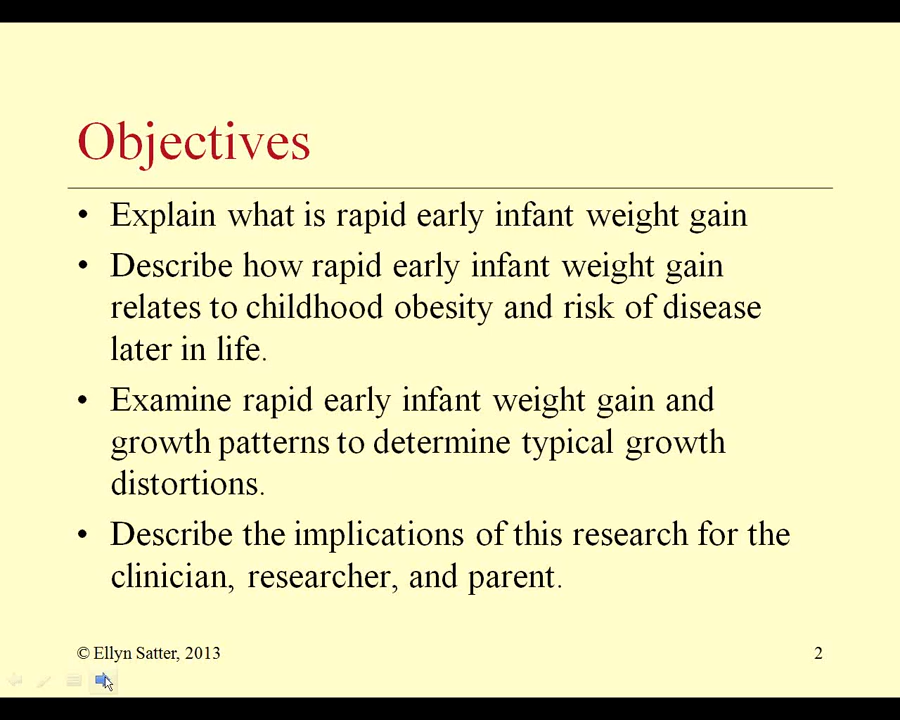 Objectives
• Explain what is rapid early infant weight gain
• Describe how rapid early infant weight gain
relates to childhood obesity and risk of disease
later in life.
• Examine rapid early infant weight gain and
growth patterns to determine typical growth
distortions.
• Describe the implications of this research for the
clinician, researcher, and parent.
© Ellyn Satter, 2013
2